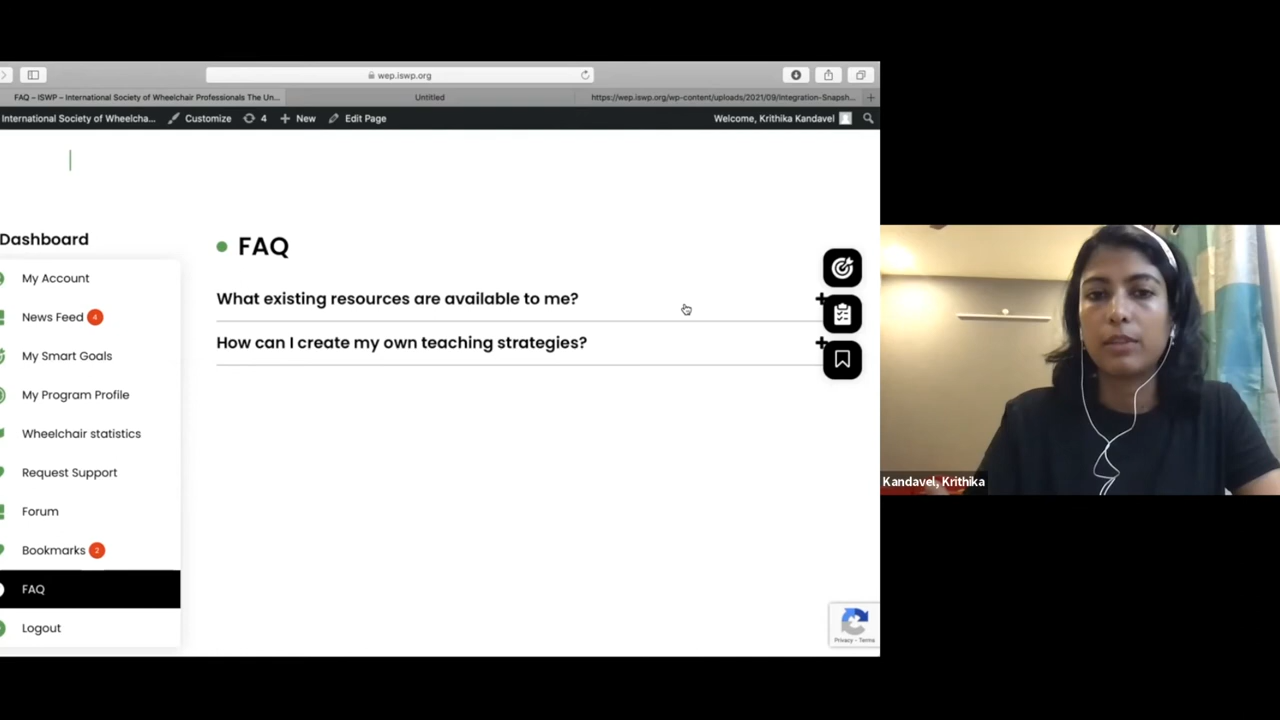 wep.iswp.org
FAQ – ISWP – International Society of Wheelchair Professionals The Un...
Untitled
https://wep.iswp.org/wp-content/uploads/2021/09/Integration-Snapsh...
International Society of Wheelcha...
Customize
4
New
Edit Page
Welcome, Krithika Kandavel
Dashboard
FAQ
My Account
What existing resources are available to me?
News Feed 4
How can I create my own teaching strategies?
My Smart Goals
My Program Profile
Wheelchair statistics
Request Support
Kandavel, Krithika
Forum
Bookmarks 2
FAQ
Logout
Privacy - Terms